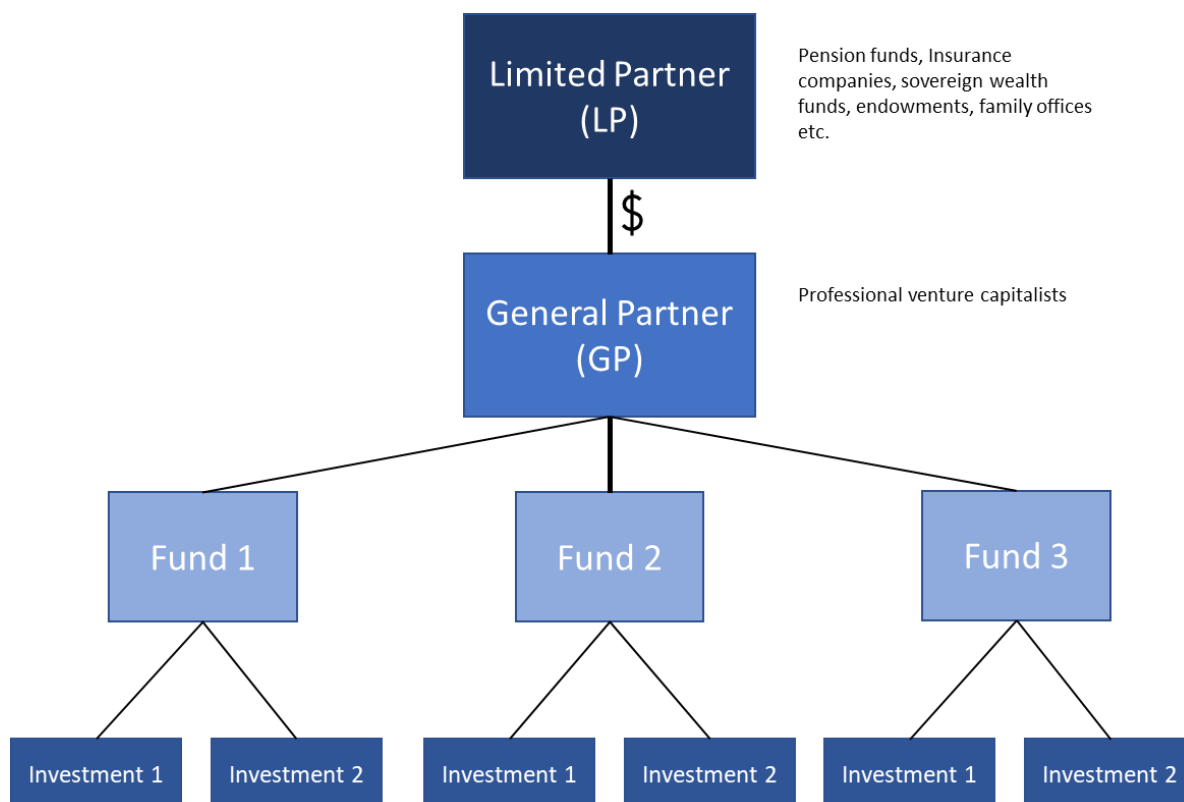 Limited Partner
(LP)
Pension funds, Insurance
companies, sovereign wealth
funds, endowments, family offices
etc.
$
General Partner
(GP)
Professional venture capitalists
Fund 1
Fund 2
Fund 3
Investment 1
Investment 2
Investment 1
Investment 2
Investment 1
Investment 2